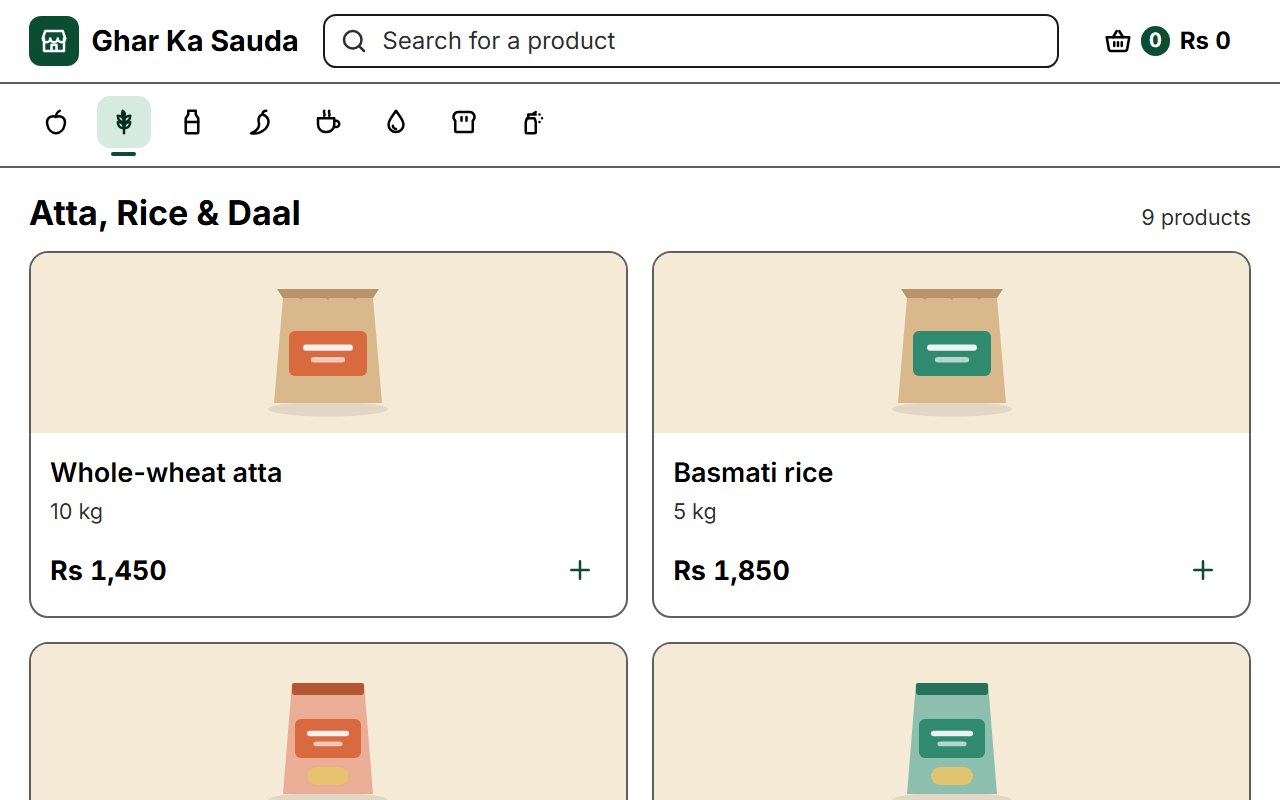 Ghar Ka Sauda
Search for a product
0 Rs 0
Atta, Rice & Daal
9 products
Whole-wheat atta
10 kg
Rs 1,450
Basmati rice
5 kg
Rs 1,850